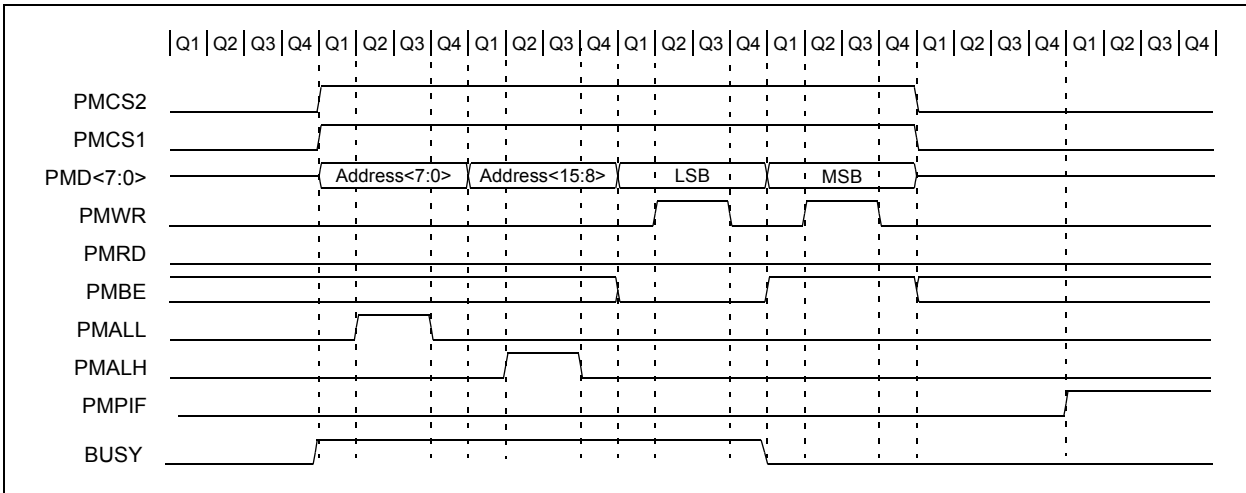 Q1 Q2 Q3 Q4 Q1 Q2 Q3 Q4 Q1 Q2 Q3 Q4 Q1 Q2 Q3 Q4 Q1 Q2 Q3 Q4 Q1 Q2 Q3 Q4 Q1 Q2 Q3 Q4
PMCS2
PMCS1
PMD<7:0> Address<7:0> Address<15:8> LSB MSB
PMWR
PMRD
PMBE
PMALL
PMALH
PMPIF
BUSY